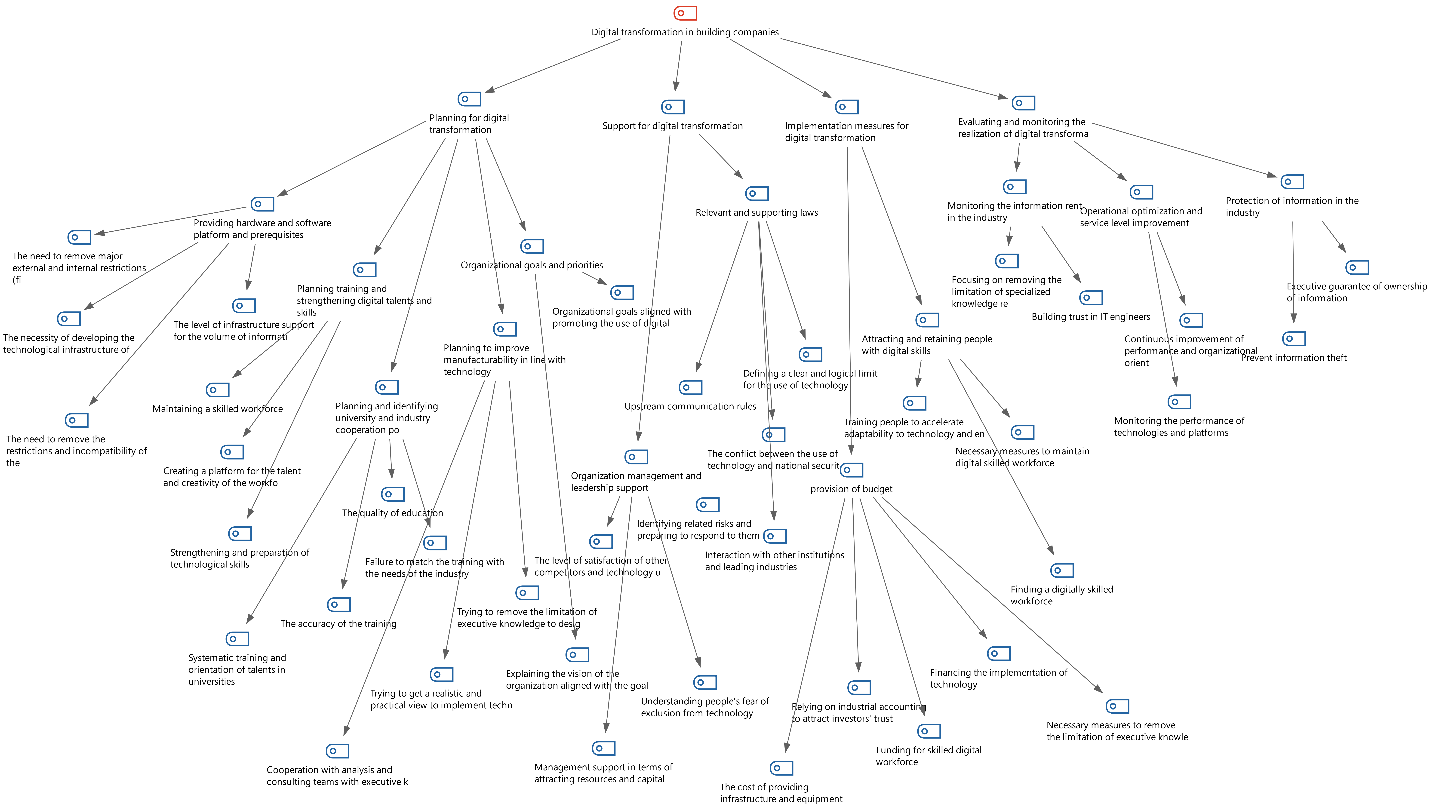 Digital transformation in building companies
Planning for digital
transformation
Support for digital transformation
Implementation measures for
digital transformation
Evaluating and monitoring the
realization of digital transforma
Providing hardware and software
platform and prerequisites
Relevant and supporting laws
Monitoring the information rent
in the industry
Operational optimization and
service level improvement
Protection of information in the
industry
The need to remove major
external and internal restrictions
(fi
Organizational goals and priorities
Planning training and
strengthening digital talents and
skills
Focusing on removing the
limitation of specialized
knowledge re
Executive guarantee of ownership
of information
Organizational goals aligned with
promoting the use of digital
Building trust in IT engineers
The level of infrastructure support
for the volume of informati
The necessity of developing the
technological infrastructure of
Planning to improve
manufacturability in line with
technology
Attracting and retaining people
with digital skills
Continuous improvement of
performance and organizational
orient
Prevent information theft
Defining a clear and logical limit
for the use of technology
Maintaining a skilled workforce
Planning and identifying
university and industry
cooperation po
Upstream communication rules
Training people to accelerate
adaptability to technology and en
Monitoring the performance of
technologies and platforms
The need to remove the
restrictions and incompatibility of
the
Creating a platform for the talent
and creativity of the workfo
The conflict between the use of
technology and national securit
Necessary measures to maintain
digital skilled workforce
Organization management and
leadership support
provision of budget
The quality of education
Identifying related risks and
preparing to respond to them
Strengthening and preparation of
technological skills
Failure to match the training with
the needs of the industry
The level of satisfaction of other
competitors and technology u
Interaction with other institutions
and leading industries
Finding a digitally skilled
workforce
The accuracy of the training
Trying to remove the limitation of
executive knowledge to desig
Systematic training and
orientation of talents in
universities
Explaining the vision of the
organization aligned with the goal
Financing the implementation of
technology
Trying to get a realistic and
practical view to implement techn
Understanding people's fear of
exclusion from technology
Relying on industrial accounting
to attract investors' trust
Necessary measures to remove
the limitation of executive knowle
Funding for skilled digital
workforce
Cooperation with analysis and
consulting teams with executive k
Management support in terms of
attracting resources and capital
The cost of providing
infrastructure and equipment